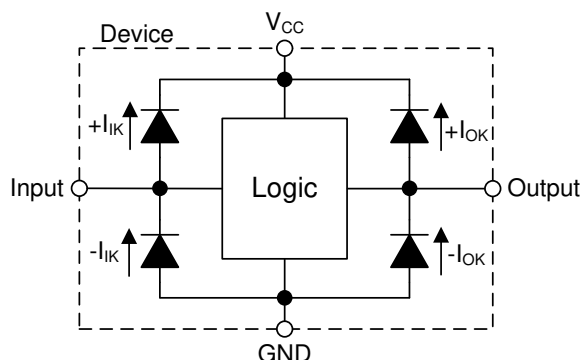 V_CC
Device
+I_IK
+I_OK
Input
Logic
Output
-I_IK
-I_OK
GND